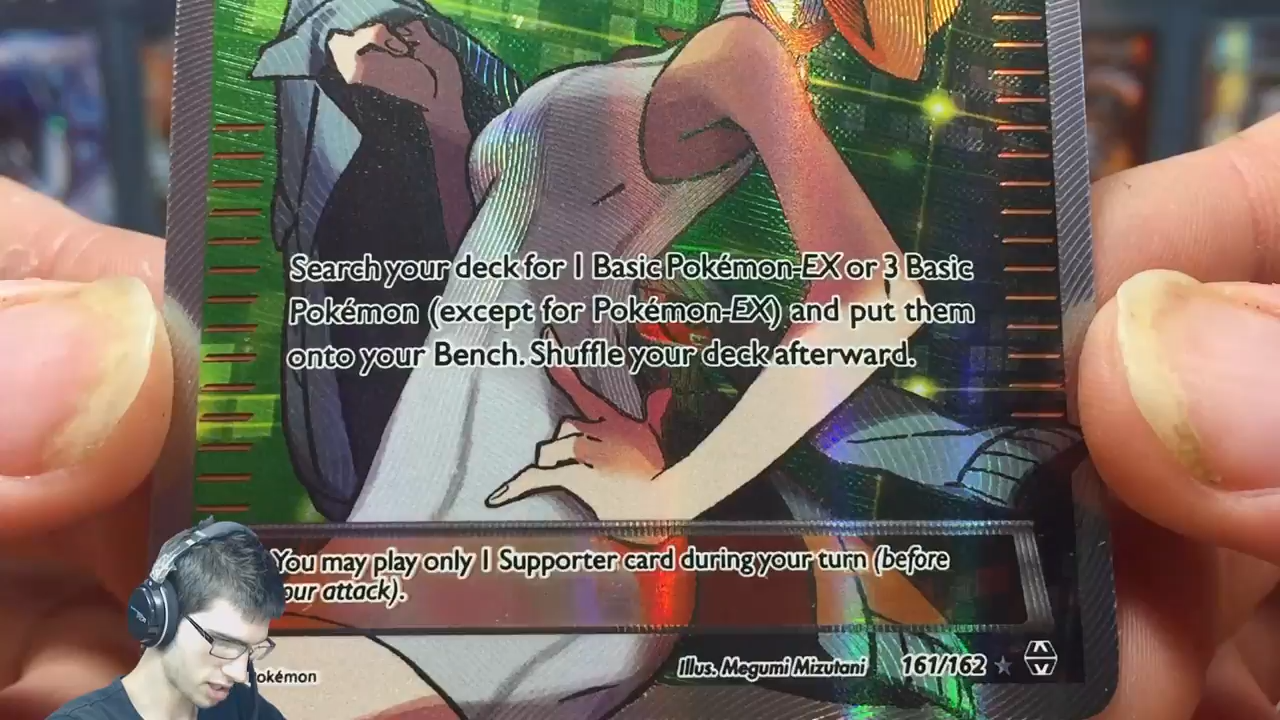 Search your deck for 1 Basic Pokémon-EX or 3 Basic
Pokémon (except for Pokémon-EX) and put them
onto your Bench. Shuffle your deck afterward.
You may play only 1 Supporter card during your turn (before
our attack).
okémon
Illus. Megumi Mizutani 161/162